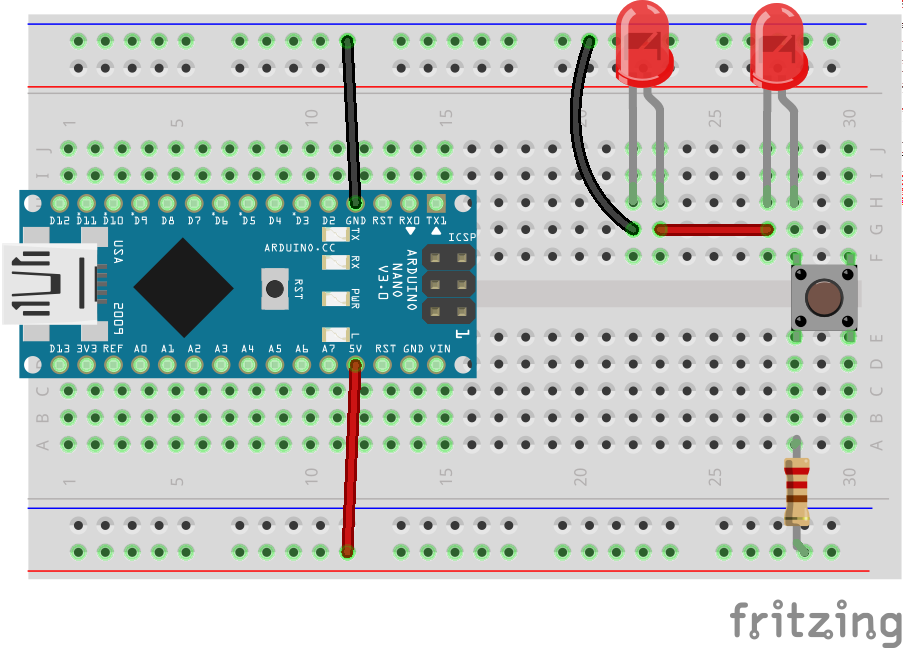 1 5 10 15 20 25 30
J
I
H
G
F
D12 D11 D10 D9 D8 D7 D6 D5 D4 D3 D2 GND RST RX0 TX1
TX
RX
PWR
L
USA
2009
ARDUINO.CC
RST
ARDUINO
NANO
V3.0
ICSP
1
D13 3V3 REF A0 A1 A2 A3 A4 A5 A6 A7 5V RST GND VIN
E
D
C
B
A
1 5 10 15 20 25 30
fritzing